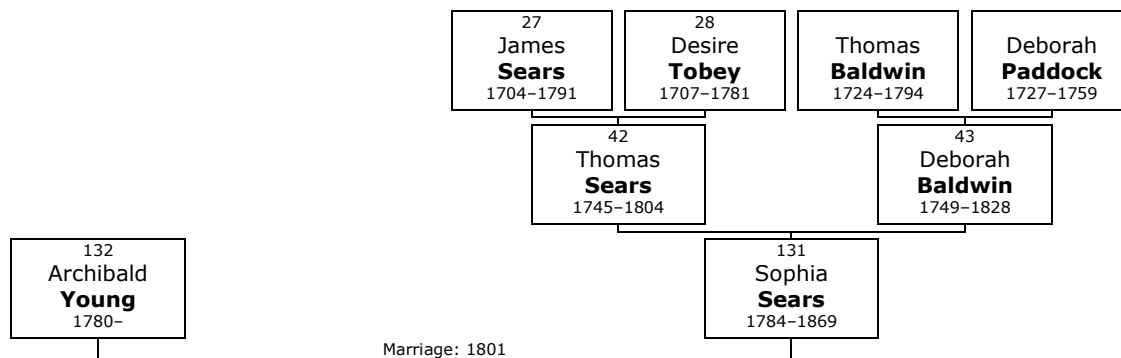 27
James
Sears
1704–1791
28
Desire
Tobey
1707–1781
Thomas
Baldwin
1724–1794
Deborah
Paddock
1727–1759
42
Thomas
Sears
1745–1804
43
Deborah
Baldwin
1749–1828
132
Archibald
Young
1780–
131
Sophia
Sears
1784–1869
Marriage: 1801